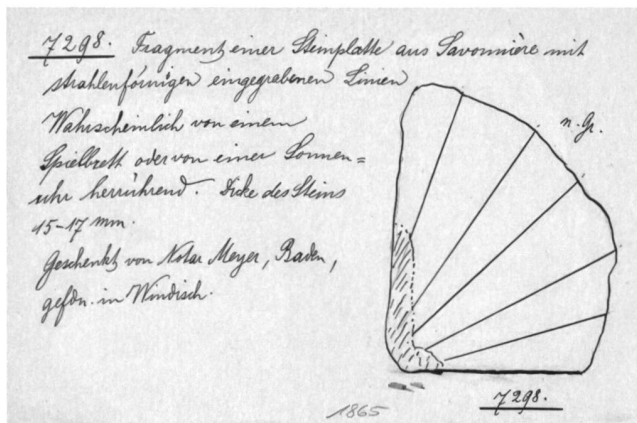 7298. Fragment einer Steinplatte aus Savonnière mit
strahlenförmigen eingegrabenen Linien
Wahrscheinlich von einem
Spielbrett oder von einer Sonnen=
uhr herrührend. Dicke des Steins
15-17 mm.
Geschenkt von Notar Meyer, Baden,
gefdn. in Windisch.
n. Gr.
7298.
1865